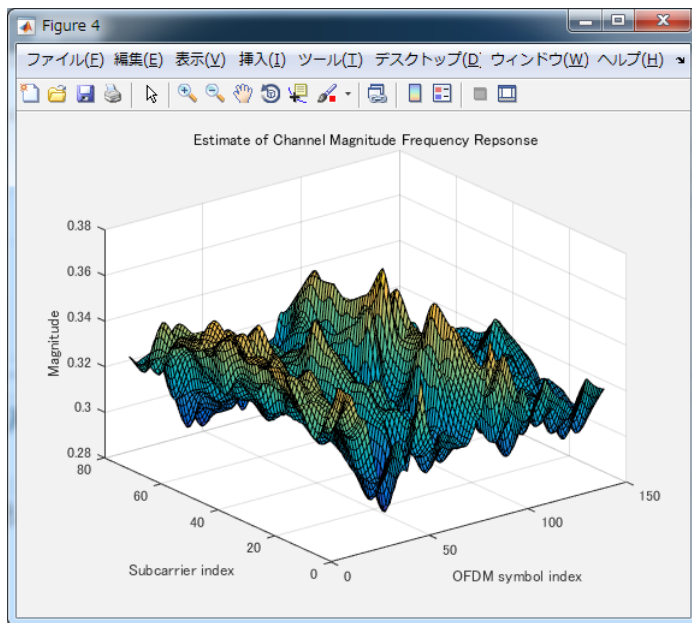 Figure 4
ファイル(F) 編集(E) 表示(V) 挿入(I) ツール(T) デスクトップ(D) ウィンドウ(W) ヘルプ(H)
Estimate of Channel Magnitude Frequency Repsonse
0.38
0.36
0.34
0.32
0.3
0.28
Magnitude
80
60
40
20
0
Subcarrier index
0
50
100
150
OFDM symbol index